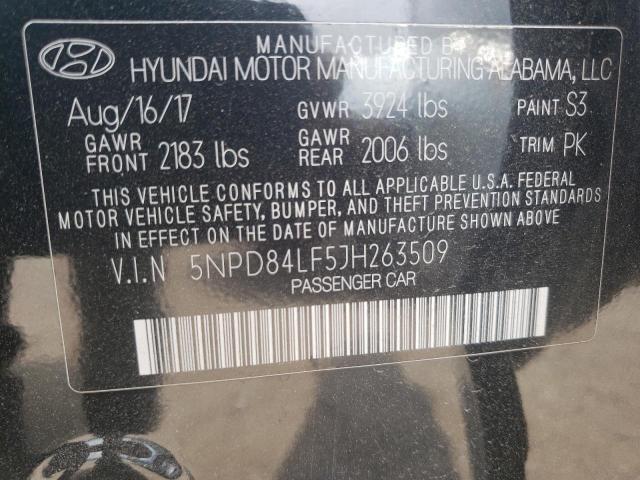 MANUFACTURED BY
HYUNDAI MOTOR MANUFACTURING ALABAMA, LLC
Aug/16/17 GVWR 3924 lbs PAINT S3
GAWR FRONT 2183 lbs GAWR REAR 2006 lbs TRIM PK
THIS VEHICLE CONFORMS TO ALL APPLICABLE U.S.A. FEDERAL
MOTOR VEHICLE SAFETY, BUMPER, AND THEFT PREVENTION STANDARDS
IN EFFECT ON THE DATE OF MANUFACTURE SHOWN ABOVE
V.I.N 5NPD84LF5JH263509
PASSENGER CAR